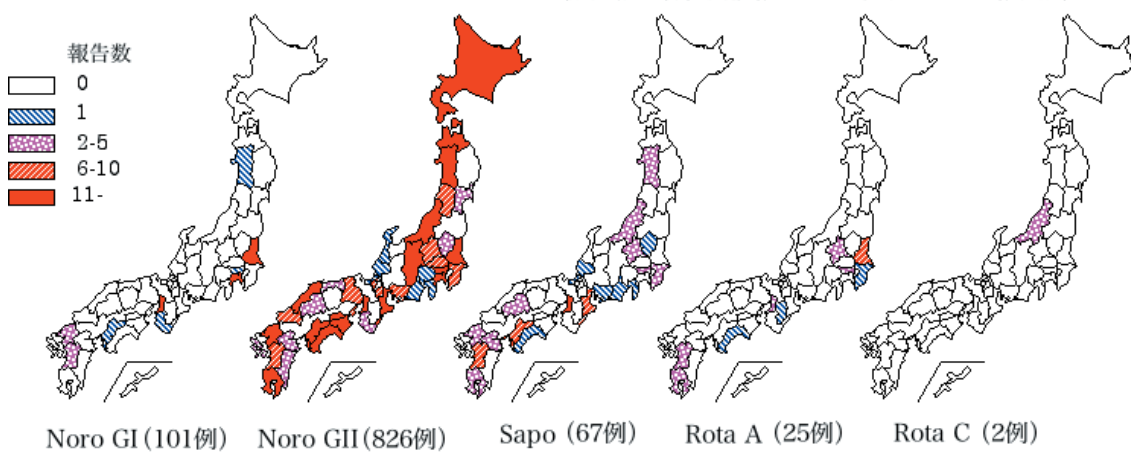 報告数
0
1
2-5
6-10
11-
Noro GI (101例)
Noro GII (826例)
Sapo (67例)
Rota A (25例)
Rota C (2例)